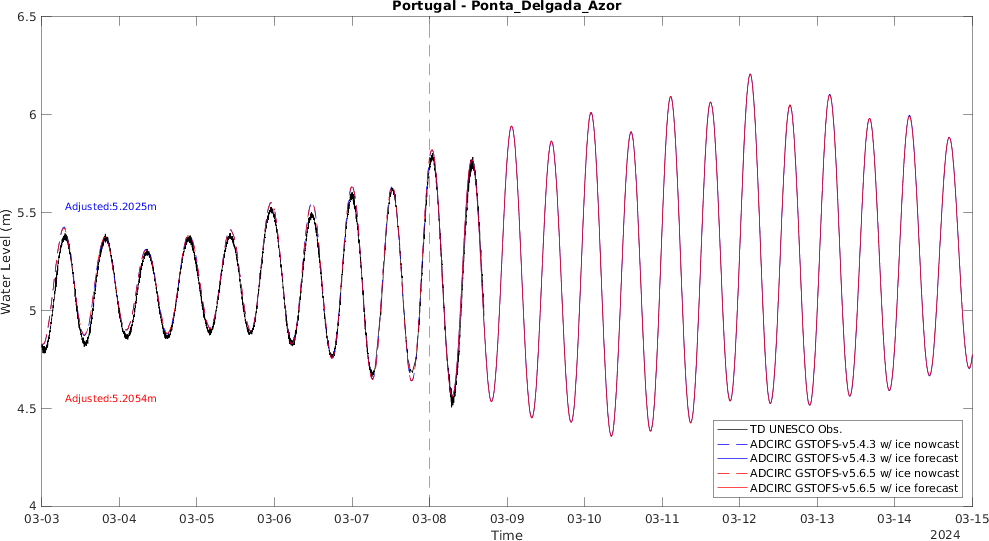 Portugal - Ponta_Delgada_Azor
6.5
6
5.5
5
4.5
4
Water Level (m)
Adjusted:5.2025m
Adjusted:5.2054m
TD UNESCO Obs.
ADCIRC GSTOFS-v5.4.3 w/ ice nowcast
ADCIRC GSTOFS-v5.4.3 w/ ice forecast
ADCIRC GSTOFS-v5.6.5 w/ ice nowcast
ADCIRC GSTOFS-v5.6.5 w/ ice forecast
03-03 03-04 03-05 03-06 03-07 03-08 03-09 03-10 03-11 03-12 03-13 03-14 03-15
Time
2024